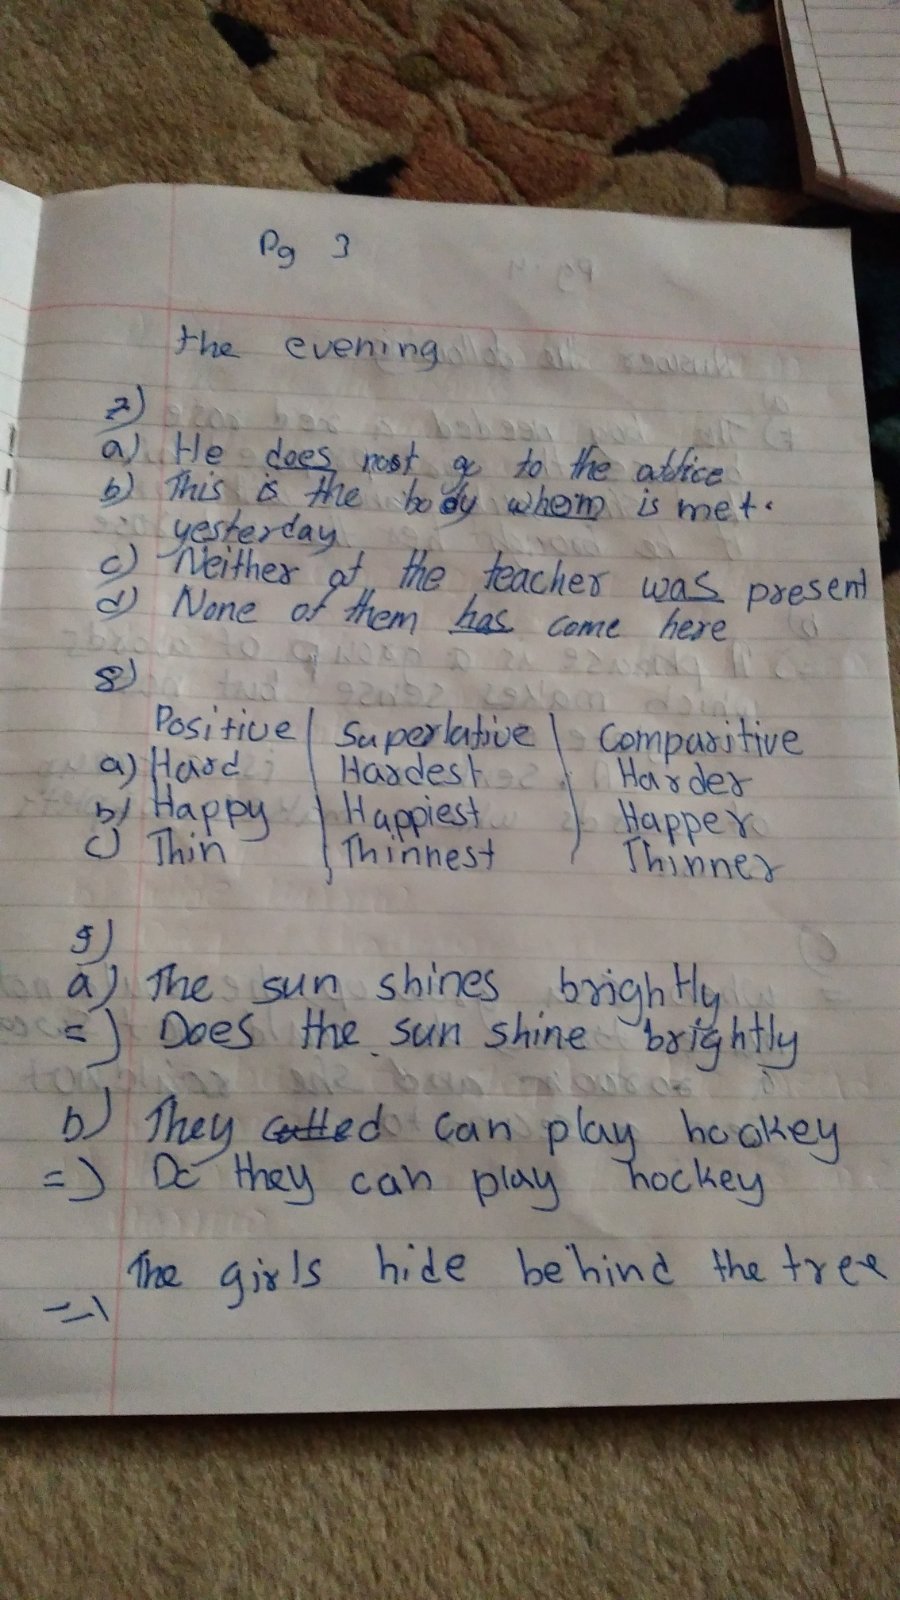 Pg 3
the evening
7)
a) He does not go to the office
b) This is the body whom is met.
yesterday
c) Neither of the teacher was present
d) None of them has come here
8)
Positive Superlative Comparitive
a) Hard Hardest Harder
b) Happy Happiest Happer
c) Thin Thinnest Thinner
9)
a) The sun shines brightly
=) Does the sun shine brightly
b) They can play hookey
=) Do they can play hockey
The girls hide behind the tree
=)